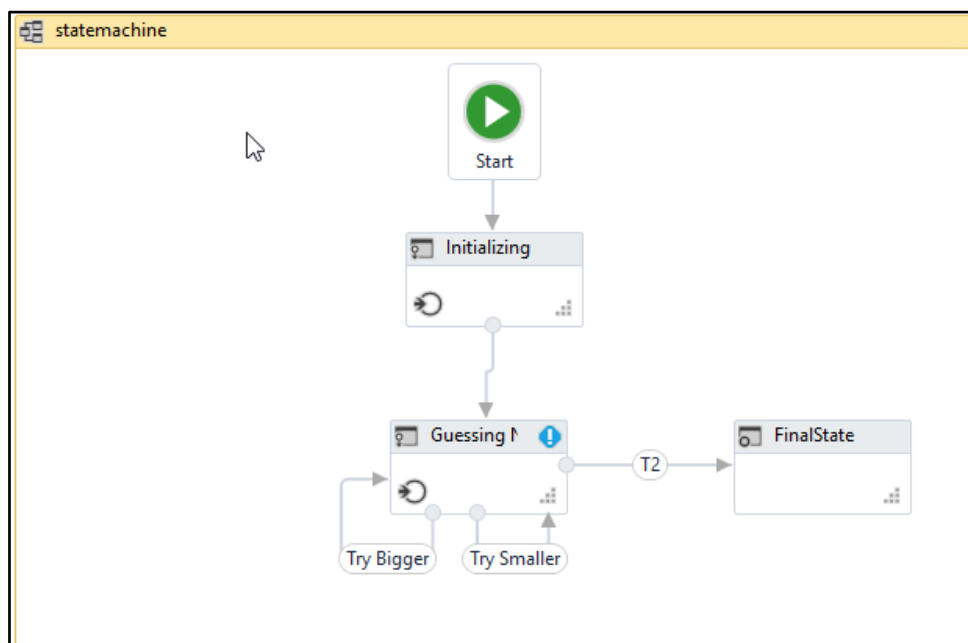 statemachine
Start
Initializing
Guessing
T2
FinalState
Try Bigger
Try Smaller